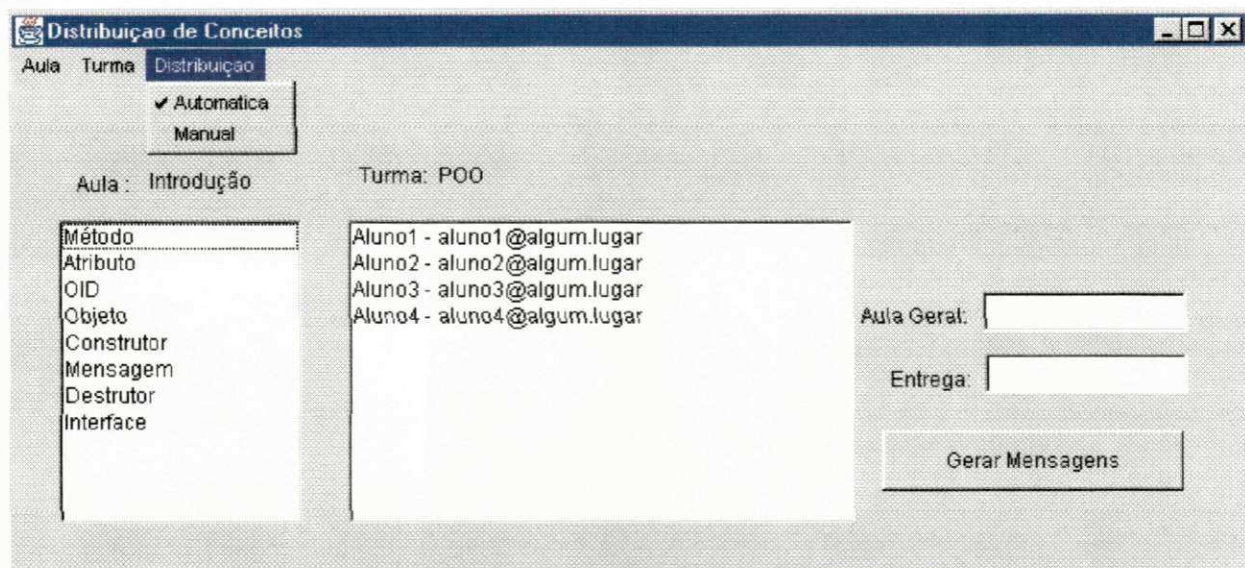 Distribuiçao de Conceitos
Aula Turma Distribuiçao
Automatica
Manual
Aula : Introdução
Turma: POO
Método
Atributo
OID
Objeto
Construtor
Mensagem
Destrutor
Interface
Aluno1 - aluno1@algum.lugar
Aluno2 - aluno2@algum.lugar
Aluno3 - aluno3@algum.lugar
Aluno4 - aluno4@algum.lugar
Aula Geral:
Entrega:
Gerar Mensagens